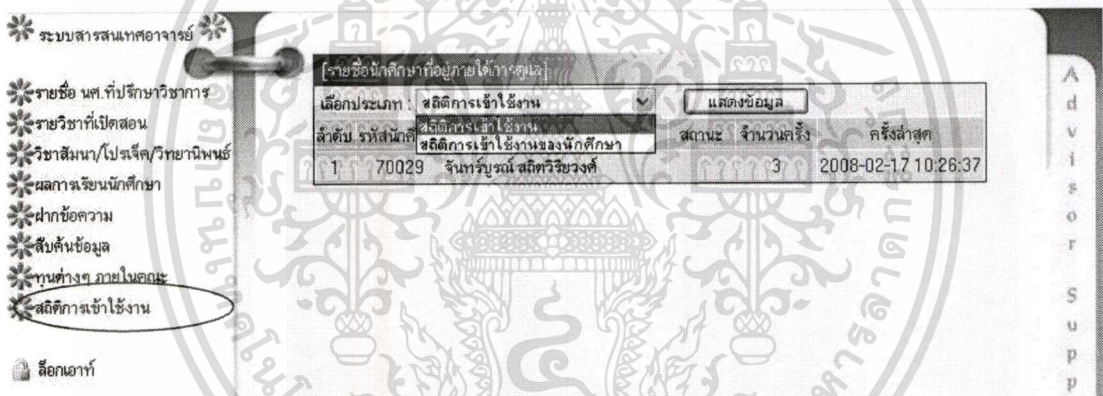 ระบบสารสนเทศอาจารย์
รายชื่อ นศ.ที่ปรึกษาวิชาการ
รายวิชาที่เปิดสอน
วิชาสัมนา/โปรเจ็ค/วิทยานิพนธ์
ผลการเรียนนักศึกษา
ฝากข้อความ
สืบค้นข้อมูล
ทุนต่างๆ ภายในคณะ
สถิติการเข้าใช้งาน
ล็อกเอาท์
[รายชื่อนักศึกษาที่อยู่ภายใต้การดูแล]
เลือกประเภท : สถิติการเข้าใช้งาน แสดงข้อมูล
สถิติการเข้าใช้งาน
สถิติการเข้าใช้งานของนักศึกษา
ลำดับ รหัสนักศึ สถานะ จำนวนครั้ง ครั้งล่าสุด
1 70029 จันทร์บูรณ์ สถิตวิริยวงศ์ 3 2008-02-17 10:26:37
Advisor Supp